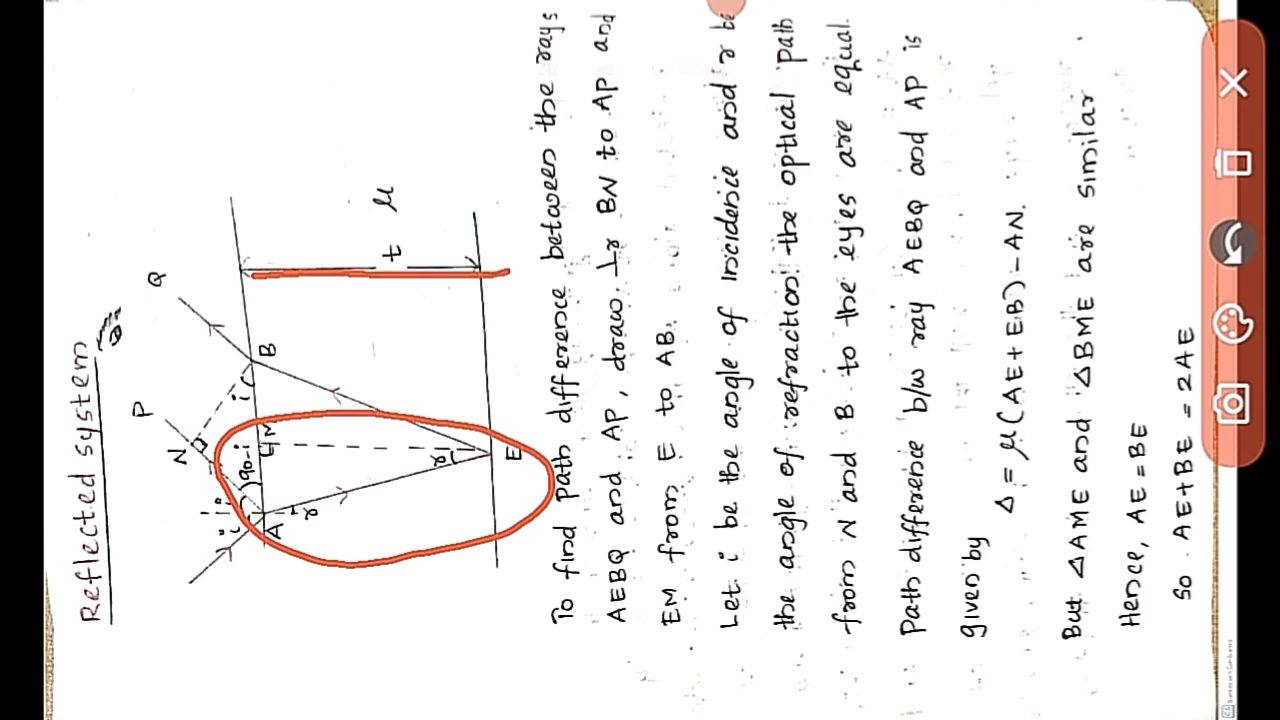 Reflected system
P
Q
N
i
i
90-i
i
A
M
B
r
r
E
t
μ
To find path difference between the rays
AEBQ and AP, draw ⊥r BN to AP and
EM from E to AB.
Let i be the angle of incidence and r be
the angle of refraction the optical path
from N and B to the eyes are equal.
Path difference b/w ray AEBQ and AP is
given by
Δ = μ(AE+EB) - AN.
But △AME and △BME are similar
Hence, AE = BE
So AE+BE = 2AE
CS